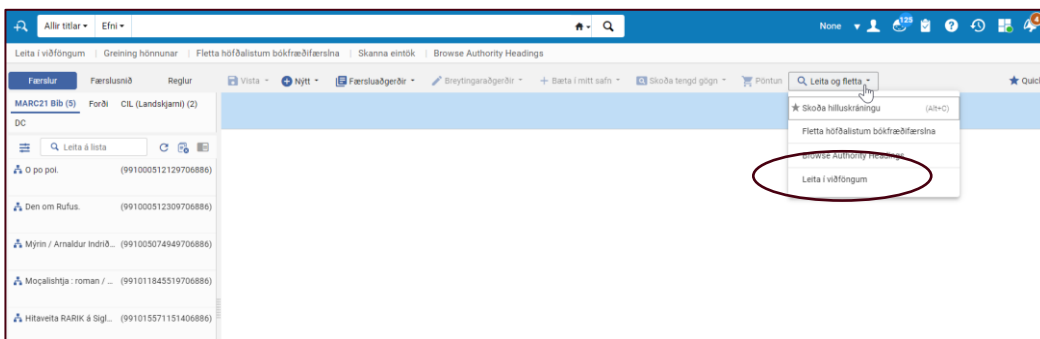 Allir titlar Efni None 125 4
Leita í viðföngum | Greining hönnunar | Fletta höfðalistum bókfræðifærslna | Skanna eintök | Browse Authority Headings
Færslur Færslusnið Reglur Vista Nýtt Færsluaðgerðir Breytingaraðgerðir Bæta í mitt safn Skoða tengd gögn Pöntun Leita og fletta Quick
MARC21 Bib (5) Forði CIL (Landskjarni) (2)
DC
Skoða hilluskráningu (Alt+C)
Fletta höfðalistum bókfræðifærslna
Browse Authority Headings
Leita í viðföngum
Leita á lista
O po poi. (991000512129706886)
Den om Rufus. (991000512309706886)
Mýrin / Arnaldur Indrið... (991005074949706886)
Moçalishtja : roman / ... (991011845519706886)
Hitaveita RARIK á Sigl... (991015571151406886)